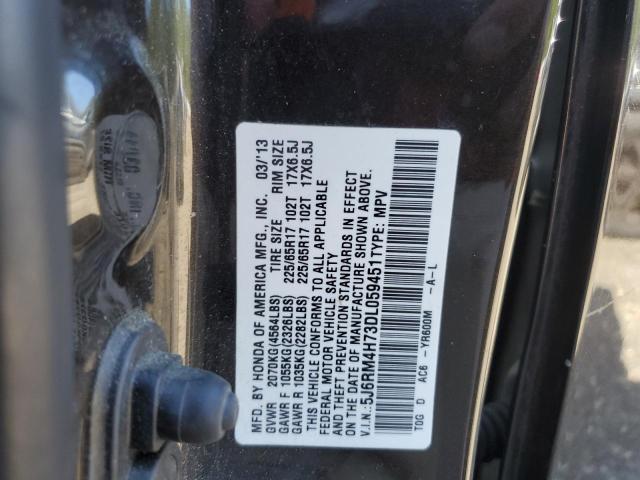 MFD. BY HONDA OF AMERICA MFG., INC. 03/'13
GVWR 2070KG(4564LBS) TIRE SIZE RIM SIZE
GAWR F 1055KG(2326LBS) 225/65R17 102T 17X6.5J
GAWR R 1035KG(2282LBS) 225/65R17 102T 17X6.5J
THIS VEHICLE CONFORMS TO ALL APPLICABLE
FEDERAL MOTOR VEHICLE SAFETY
AND THEFT PREVENTION STANDARDS IN EFFECT
ON THE DATE OF MANUFACTURE SHOWN ABOVE.
V.I.N.:5J6RM4H73DL059451 TYPE: MPV
T0G D AC6 -YR600M -A-L